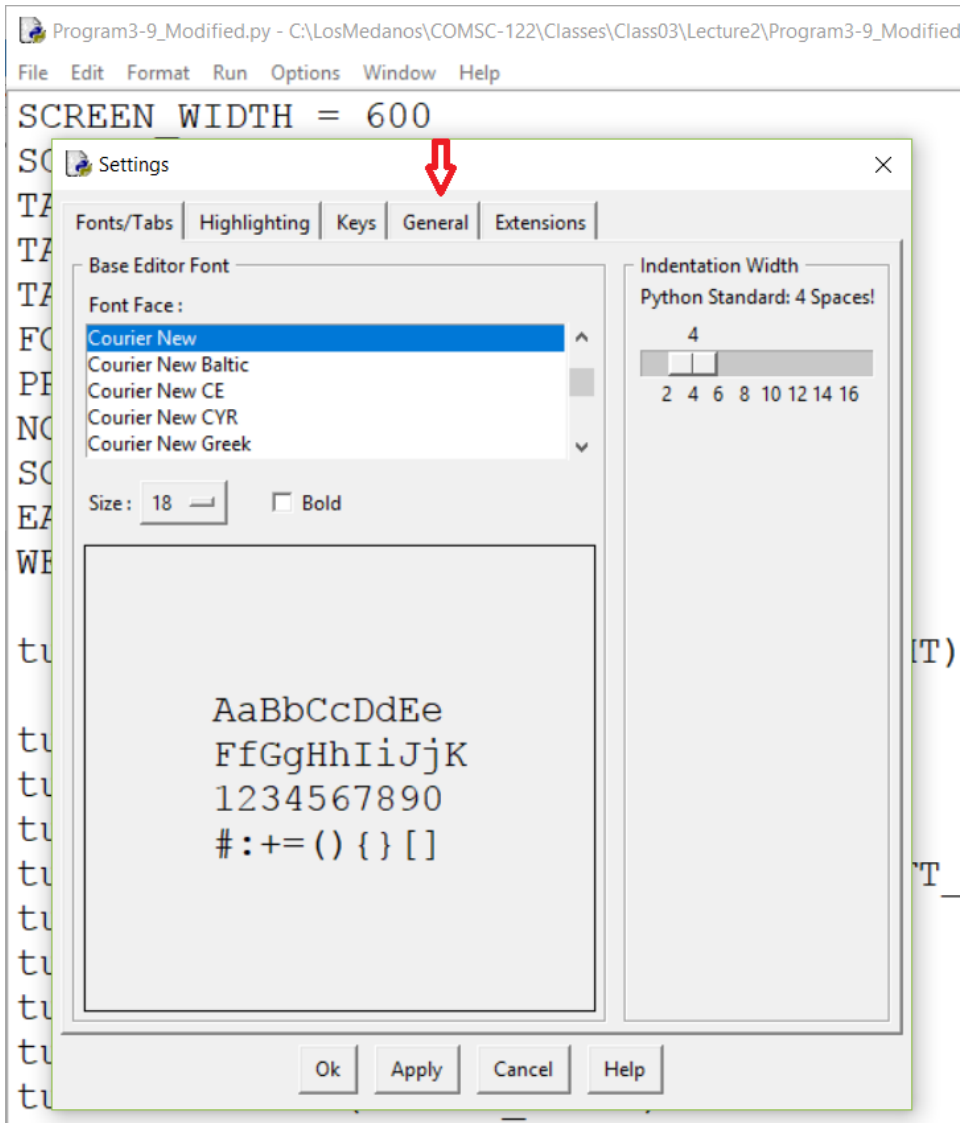 Program3-9_Modified.py - C:\LosMedanos\COMSC-122\Classes\Class03\Lecture2\Program3-9_Modified
File Edit Format Run Options Window Help
SCREEN_WIDTH = 600
Settings
Fonts/Tabs Highlighting Keys General Extensions
Base Editor Font
Font Face :
Courier New
Courier New Baltic
Courier New CE
Courier New CYR
Courier New Greek
Size : 18 Bold
AaBbCcDdEe
FfGgHhIiJjK
1234567890
#:+=(){}[]
Indentation Width
Python Standard: 4 Spaces!
4
2 4 6 8 10 12 14 16
Ok Apply Cancel Help